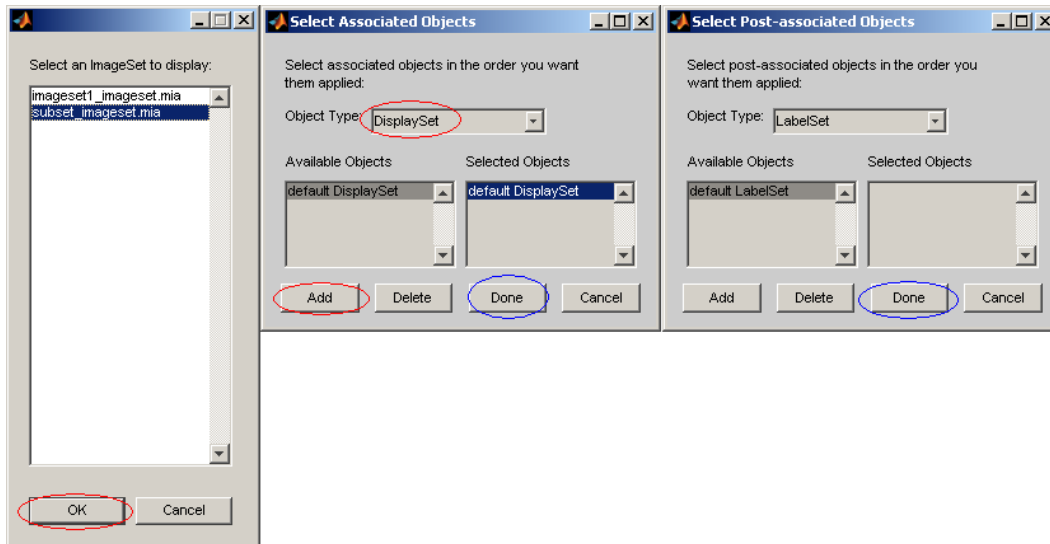 Select an ImageSet to display:
imageset1_imageset.mia
subset_imageset.mia
OK
Cancel
Select Associated Objects
Select associated objects in the order you want
them applied:
Object Type:
DisplaySet
Available Objects
Selected Objects
default DisplaySet
default DisplaySet
Add
Delete
Done
Cancel
Select Post-associated Objects
Select post-associated objects in the order you
want them applied:
Object Type:
LabelSet
Available Objects
Selected Objects
default LabelSet
Add
Delete
Done
Cancel